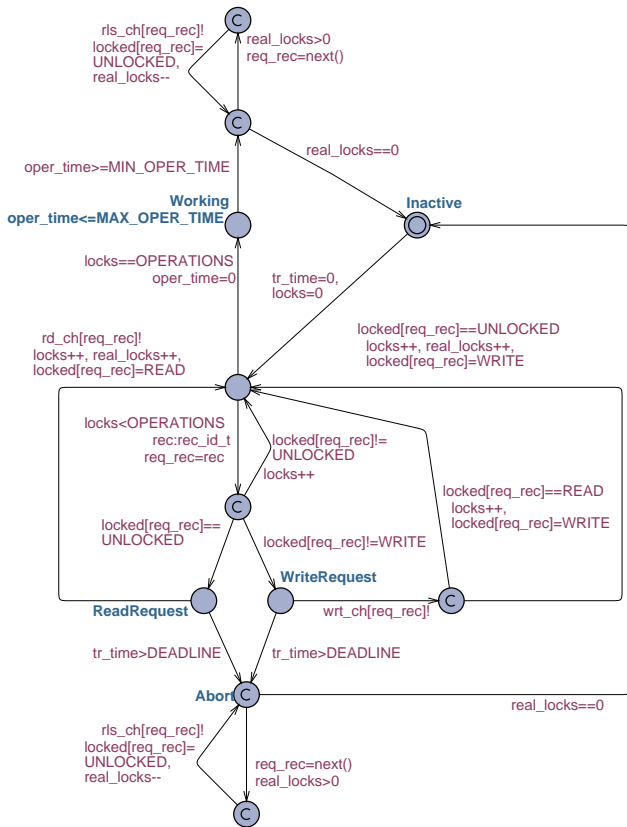 C
rls_ch[req_rec]!
locked[req_rec]=
UNLOCKED,
real_locks--
real_locks>0
req_rec=next()
C
real_locks==0
oper_time>=MIN_OPER_TIME
Working
oper_time<=MAX_OPER_TIME
Inactive
locks==OPERATIONS
oper_time=0
tr_time=0,
locks=0
rd_ch[req_rec]!
locks++, real_locks++,
locked[req_rec]=READ
locked[req_rec]==UNLOCKED
locks++, real_locks++,
locked[req_rec]=WRITE
locks<OPERATIONS
rec:rec_id_t
req_rec=rec
locked[req_rec]!=
UNLOCKED
locks++
locked[req_rec]==READ
locks++,
locked[req_rec]=WRITE
C
locked[req_rec]==
UNLOCKED
locked[req_rec]!=WRITE
WriteRequest
ReadRequest
wrt_ch[req_rec]!
C
tr_time>DEADLINE
tr_time>DEADLINE
Abort
C
real_locks==0
rls_ch[req_rec]!
locked[req_rec]=
UNLOCKED,
real_locks--
req_rec=next()
real_locks>0
C